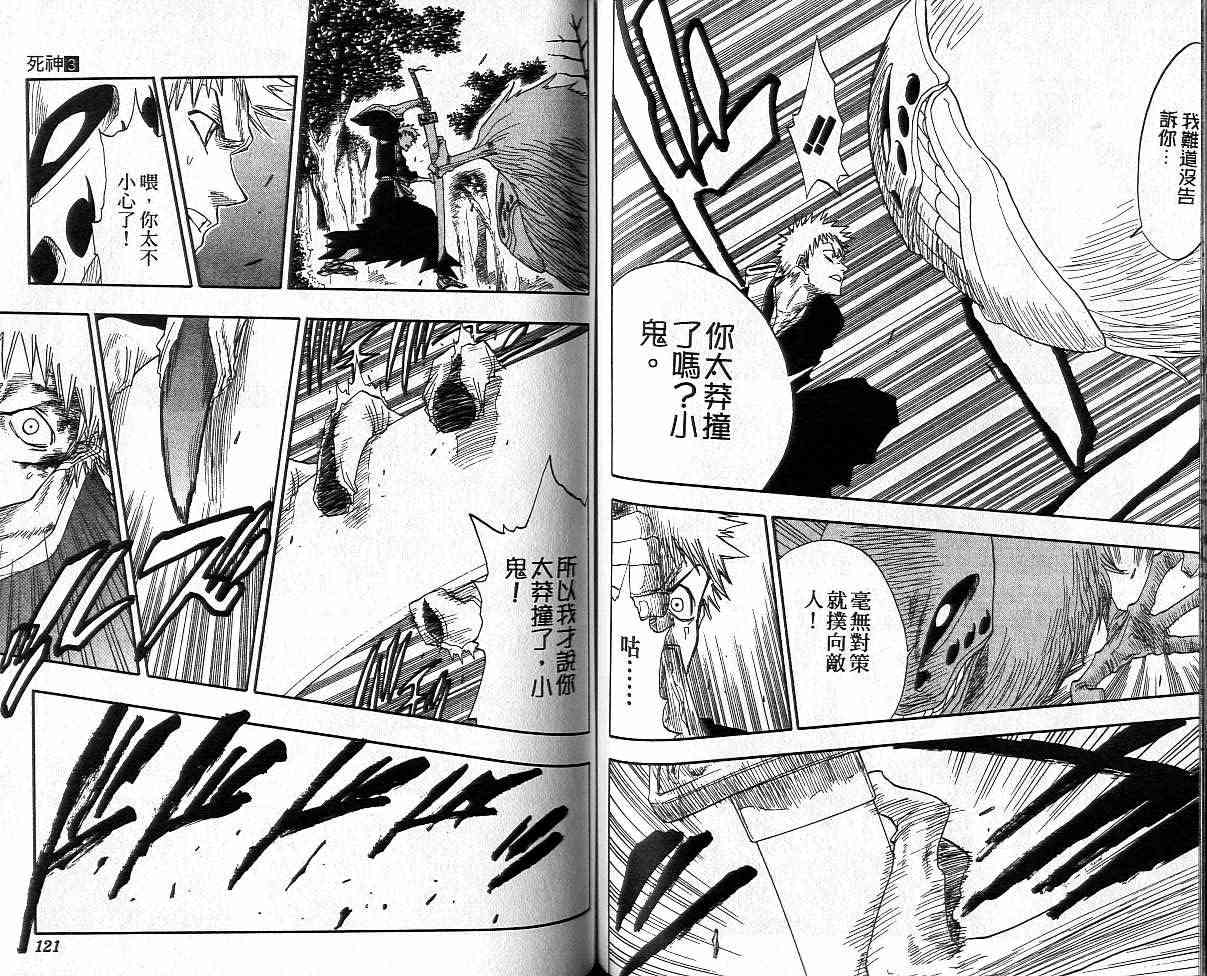 我難道沒告
訴你…
!!
你太莽撞
了嗎？小
鬼。
毫無對策
就撲向敵
人！
咕……
死神3
喂，你太不
小心了！
所以我才說你
太莽撞了，小
鬼！
121